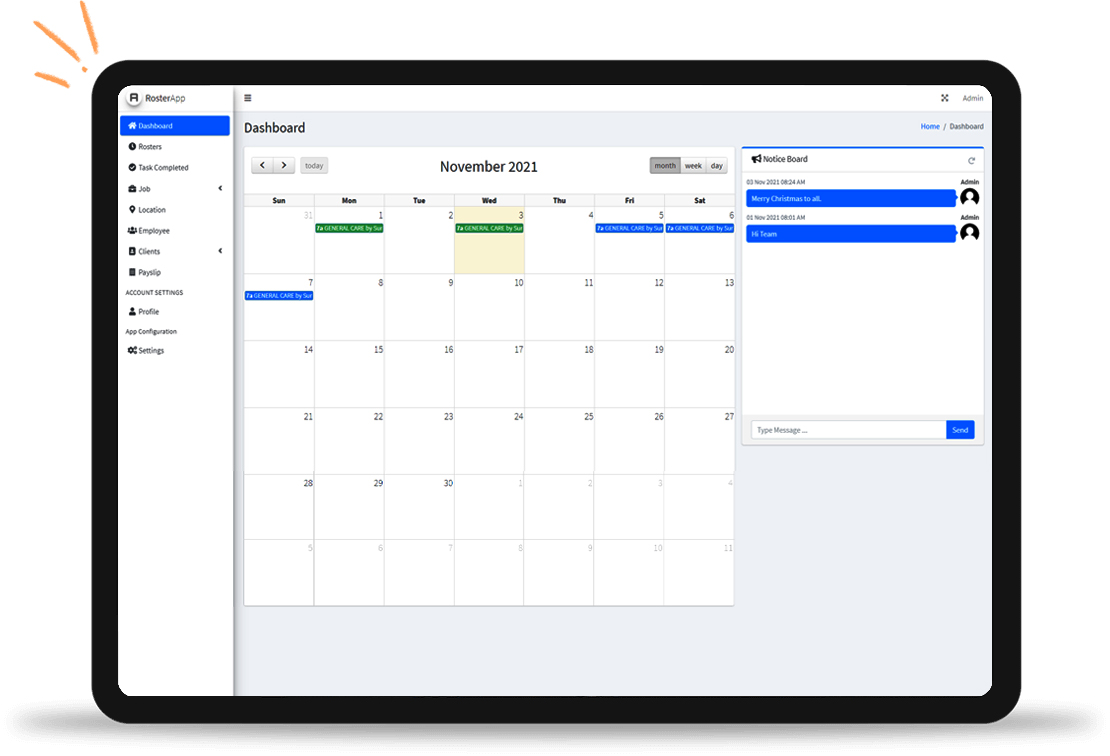 RosterApp
Admin
Dashboard
Rosters
Task Completed
Job
Location
Employee
Clients
Payslip
ACCOUNT SETTINGS
Profile
App Configuration
Settings
Dashboard
Home / Dashboard
today
November 2021
month week day
Sun Mon Tue Wed Thu Fri Sat
31 1 2 3 4 5 6
7a GENERAL CARE by Sur 7a GENERAL CARE by Sur 7a GENERAL CARE by Sur 7a GENERAL CARE by Sur
7 8 9 10 11 12 13
7a GENERAL CARE by Sur
14 15 16 17 18 19 20
21 22 23 24 25 26 27
28 29 30 1 2 3 4
5 6 7 8 9 10 11
Notice Board
03 Nov 2021 08:24 AM Admin
Merry Christmas to all.
01 Nov 2021 08:01 AM Admin
Hi Team
Type Message ... Send